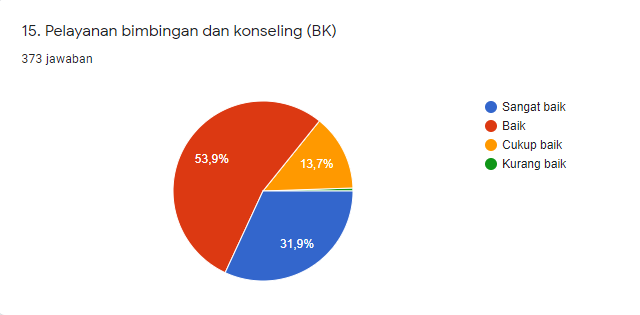 15. Pelayanan bimbingan dan konseling (BK)
373 jawaban
53,9%
13,7%
31,9%
Sangat baik
Baik
Cukup baik
Kurang baik